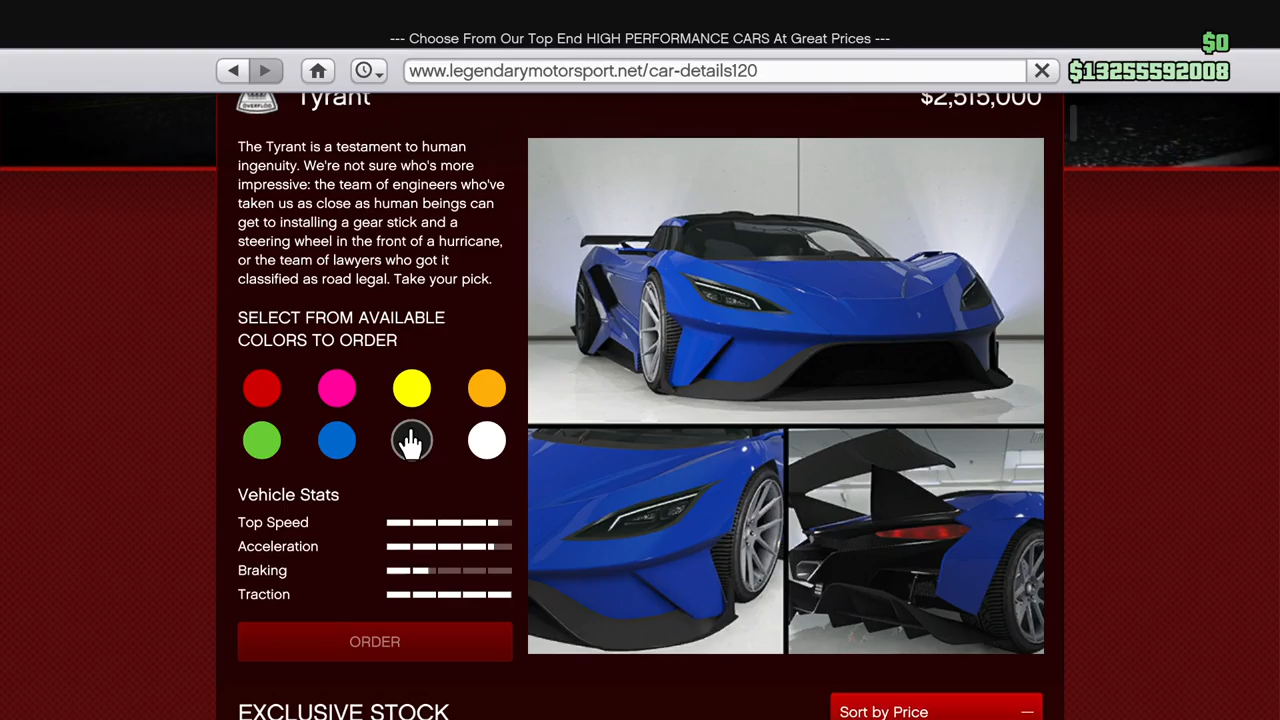 --- Choose From Our Top End HIGH PERFORMANCE CARS At Great Prices ---
$0
www.legendarymotorsport.net/car-details120
$13255592008
OVERFLOD
Tyrant
$2,515,000
The Tyrant is a testament to human
ingenuity. We're not sure who's more
impressive: the team of engineers who've
taken us as close as human beings can
get to installing a gear stick and a
steering wheel in the front of a hurricane,
or the team of lawyers who got it
classified as road legal. Take your pick.
SELECT FROM AVAILABLE
COLORS TO ORDER
Vehicle Stats
Top Speed
Acceleration
Braking
Traction
ORDER
EXCLUSIVE STOCK
Sort by Price